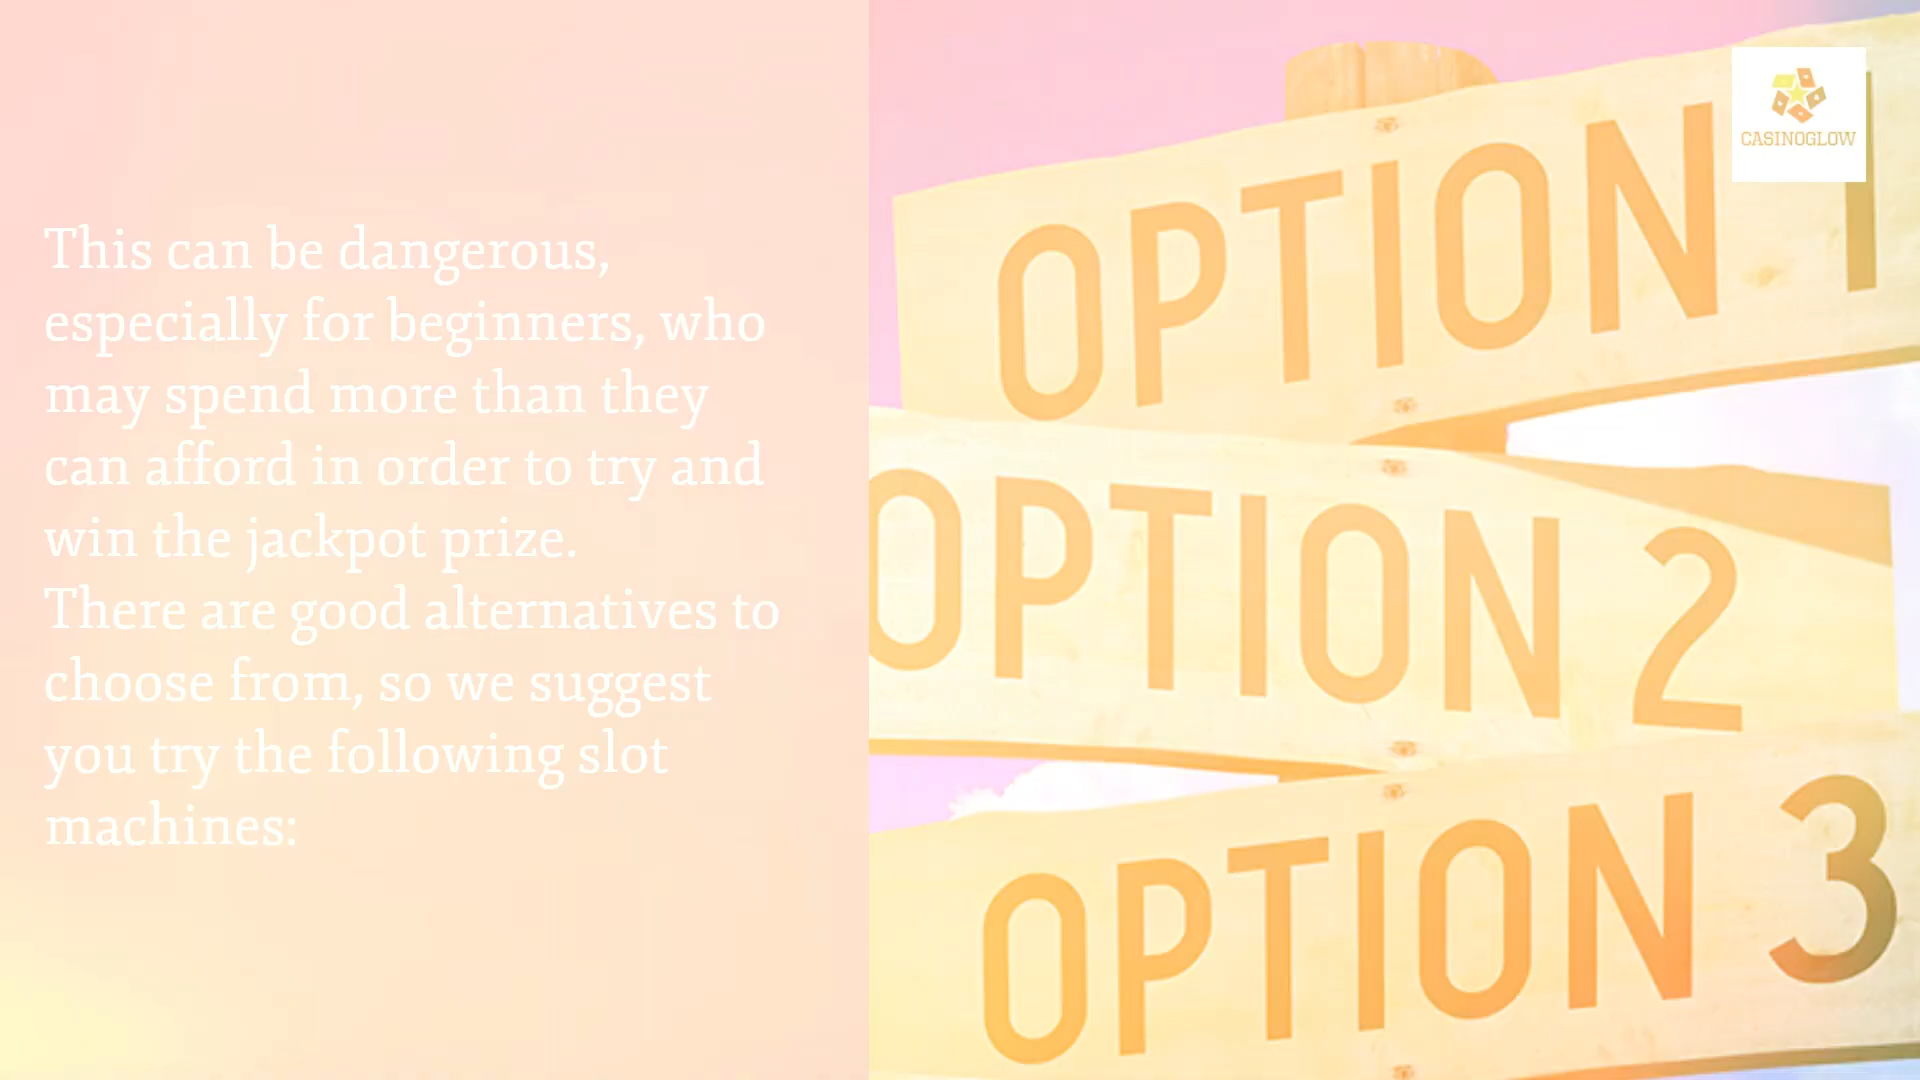 This can be dangerous,
especially for beginners, who
may spend more than they
can afford in order to try and
win the jackpot prize.
There are good alternatives to
choose from, so we suggest
you try the following slot
machines:
OPTION 1
OPTION 2
OPTION 3
CASINOGLOW